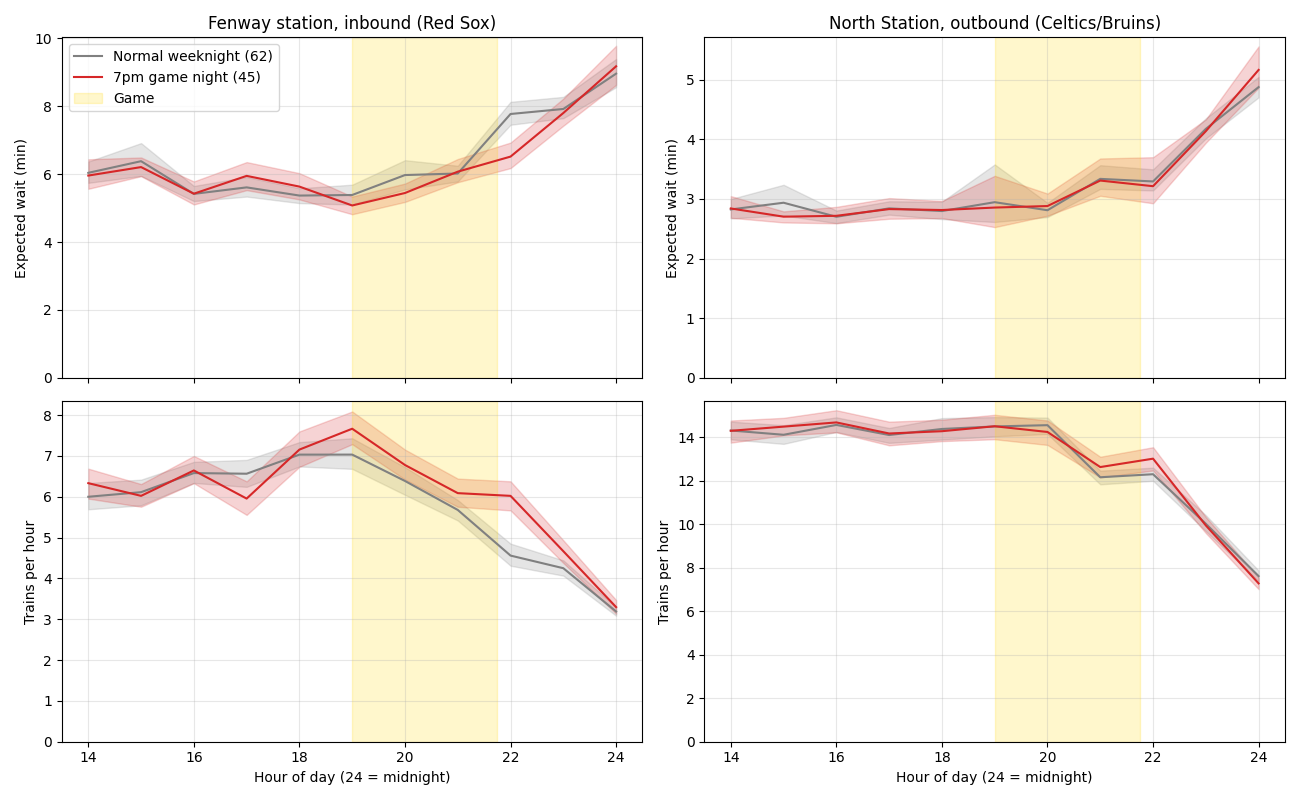 Fenway station, inbound (Red Sox)
Normal weeknight (62)
7pm game night (45)
Game
Expected wait (min)
10
8
6
4
2
0
North Station, outbound (Celtics/Bruins)
Expected wait (min)
5
4
3
2
1
0
Trains per hour
8
7
6
5
4
3
2
1
0
14 16 18 20 22 24
Hour of day (24 = midnight)
Trains per hour
14
12
10
8
6
4
2
0
14 16 18 20 22 24
Hour of day (24 = midnight)